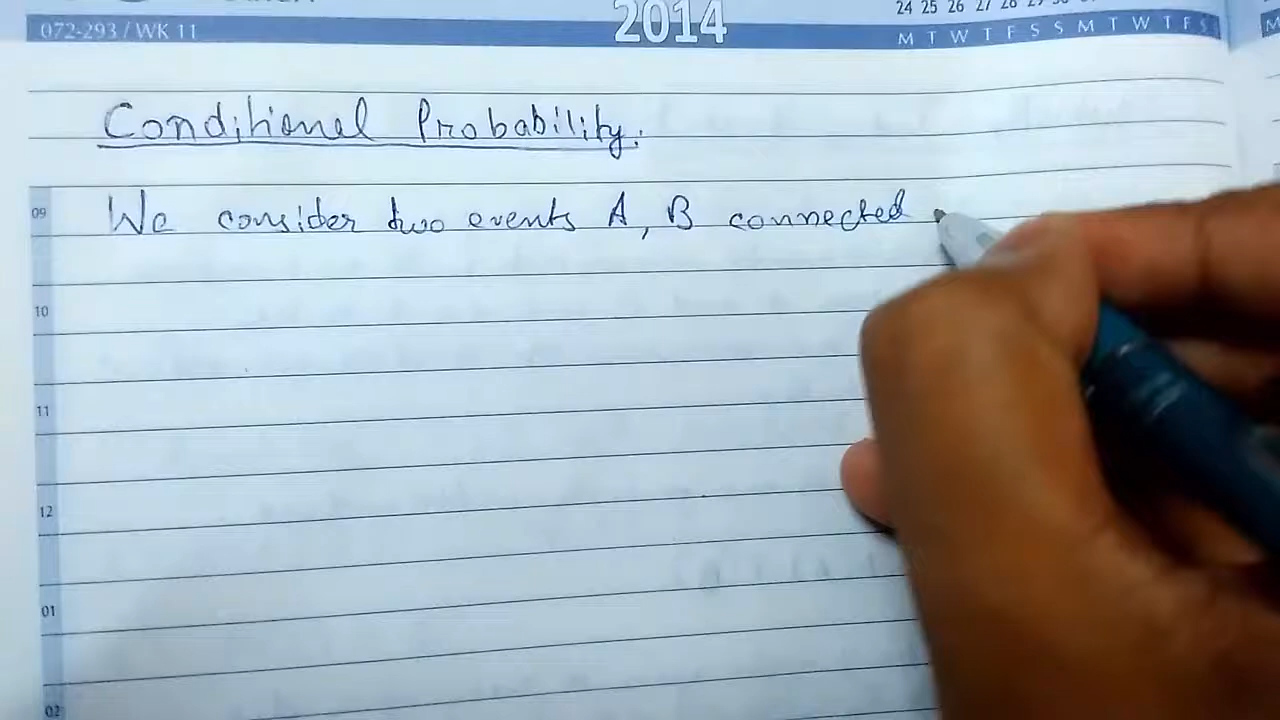 072-293 / WK 11
2014
24 25 26 27 28 29
M T W T F S S M T W T F S
Conditional Probability.
09
We consider two events A, B connected
10
11
12
01
02